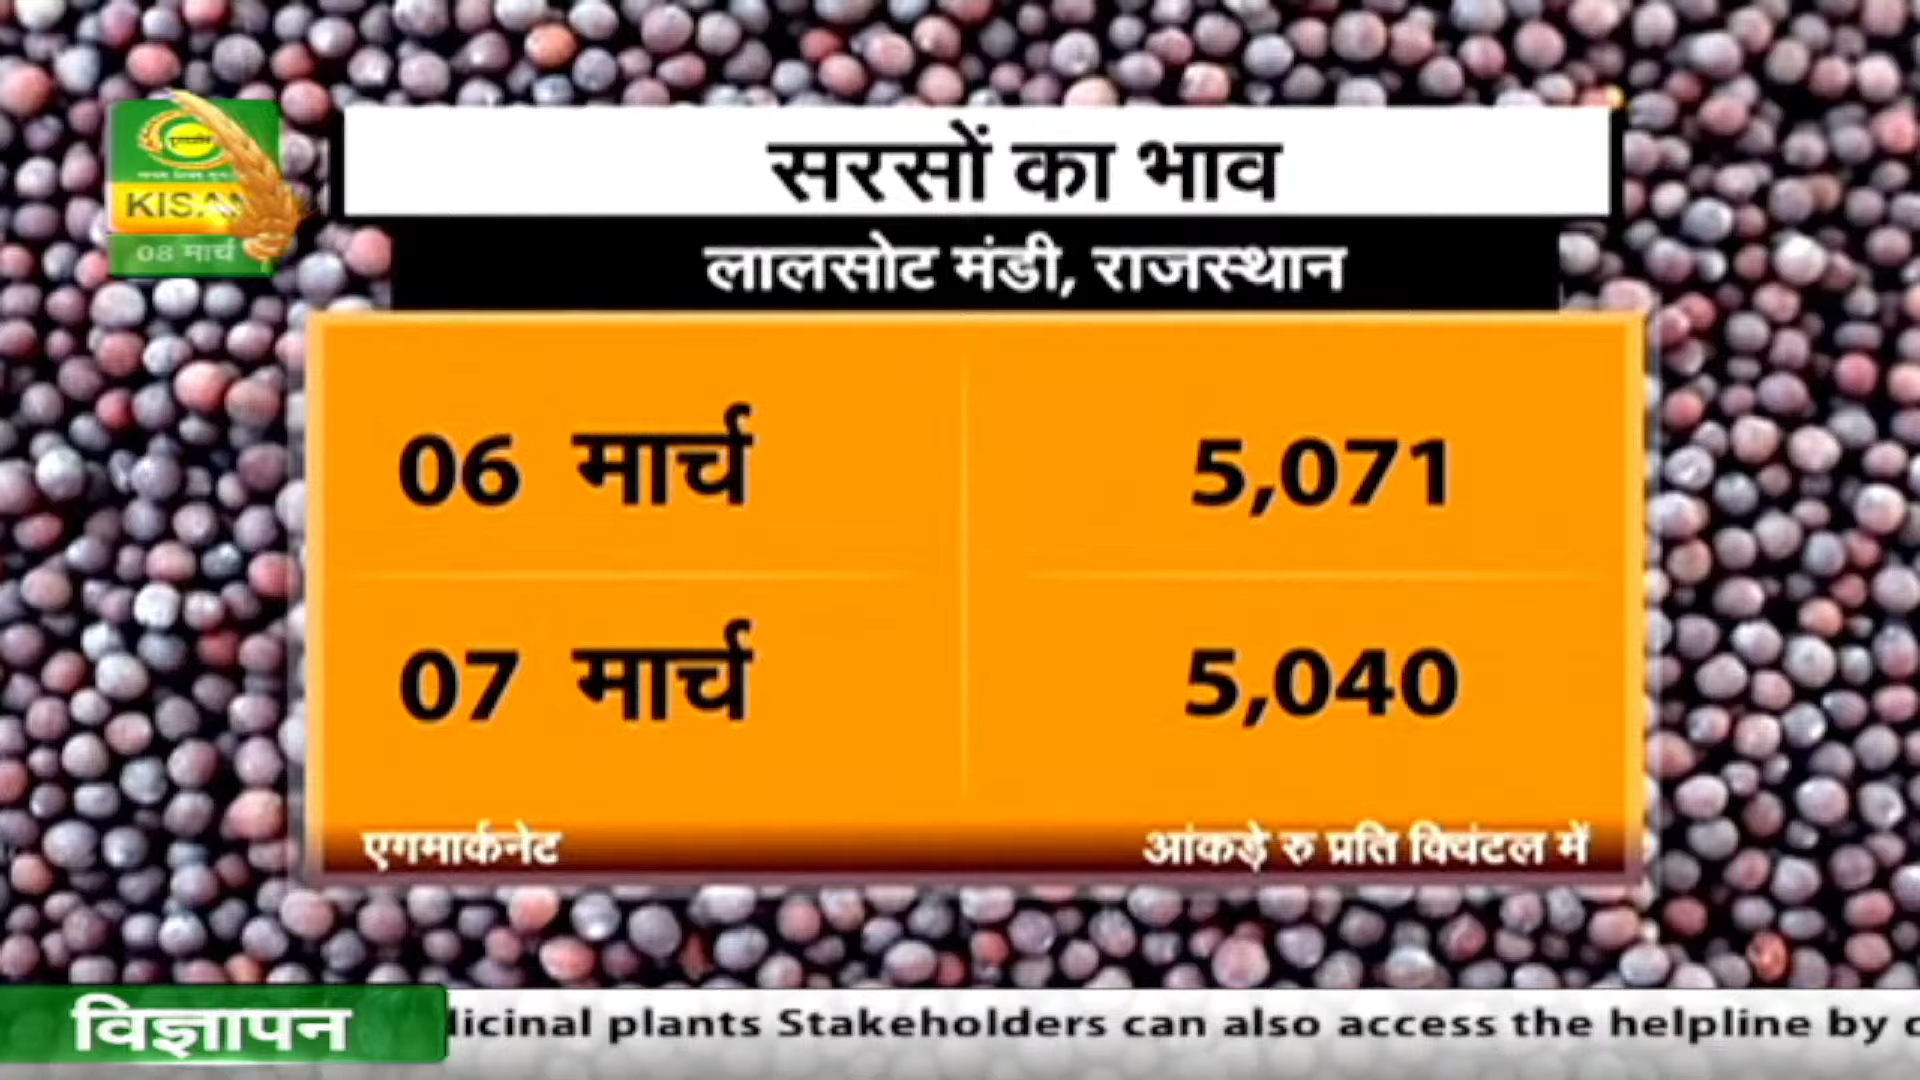 सरसों का भाव
KISAN
08 मार्च
लालसोट मंडी, राजस्थान
06 मार्च 5,071
07 मार्च 5,040
एगमार्कनेट आंकड़े रु प्रति क्विंटल में
विज्ञापन dicinal plants Stakeholders can also access the helpline by